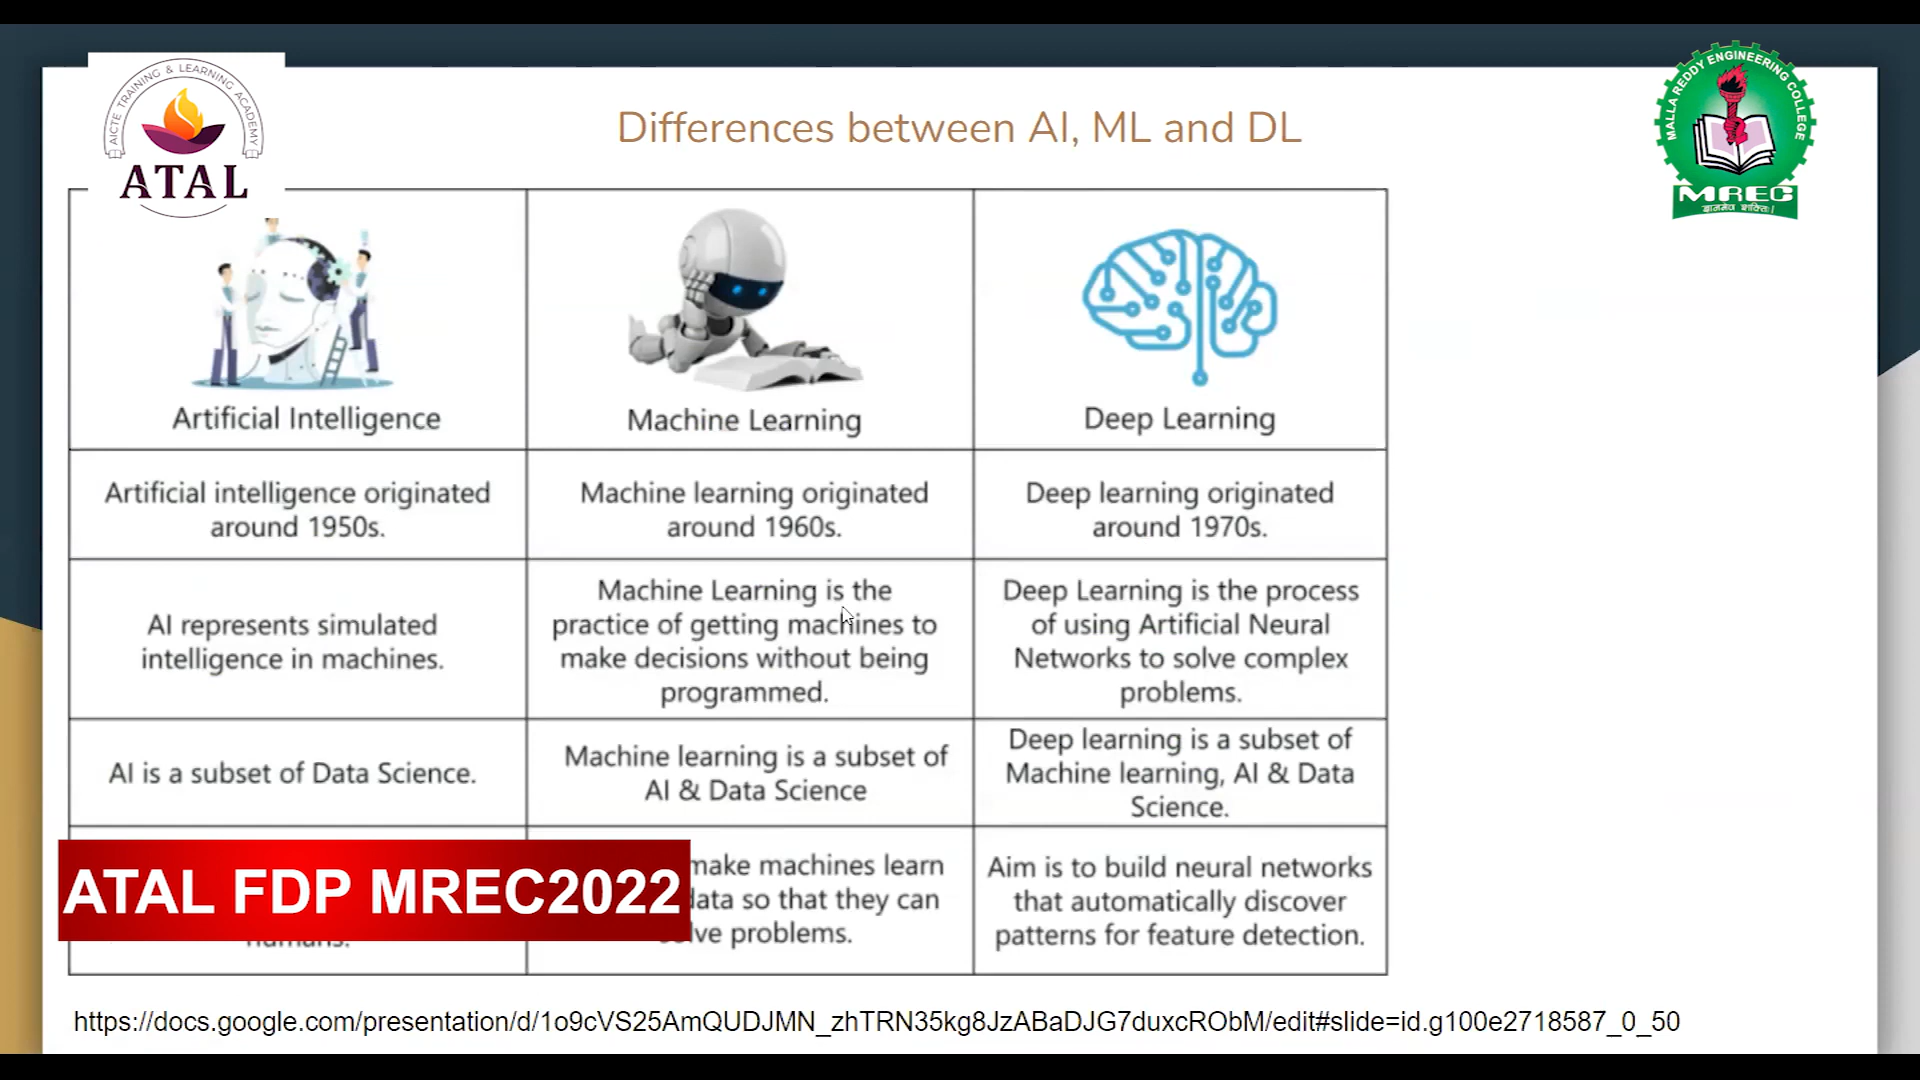 AICTE TRAINING & LEARNING ACADEMY
ATAL
Differences between AI, ML and DL
MALLA REDDY ENGINEERING COLLEGE
MREC
ज्ञानमेव शक्तिः।
Artificial Intelligence
Machine Learning
Deep Learning
Artificial intelligence originated
around 1950s.
Machine learning originated
around 1960s.
Deep learning originated
around 1970s.
AI represents simulated
intelligence in machines.
Machine Learning is the
practice of getting machines to
make decisions without being
programmed.
Deep Learning is the process
of using Artificial Neural
Networks to solve complex
problems.
AI is a subset of Data Science.
Machine learning is a subset of
AI & Data Science
Deep learning is a subset of
Machine learning, AI & Data
Science.
humans.
make machines learn
data so that they can
solve problems.
Aim is to build neural networks
that automatically discover
patterns for feature detection.
ATAL FDP MREC2022
https://docs.google.com/presentation/d/1o9cVS25AmQUDJMN_zhTRN35kg8JzABaDJG7duxcRObM/edit#slide=id.g100e2718587_0_50